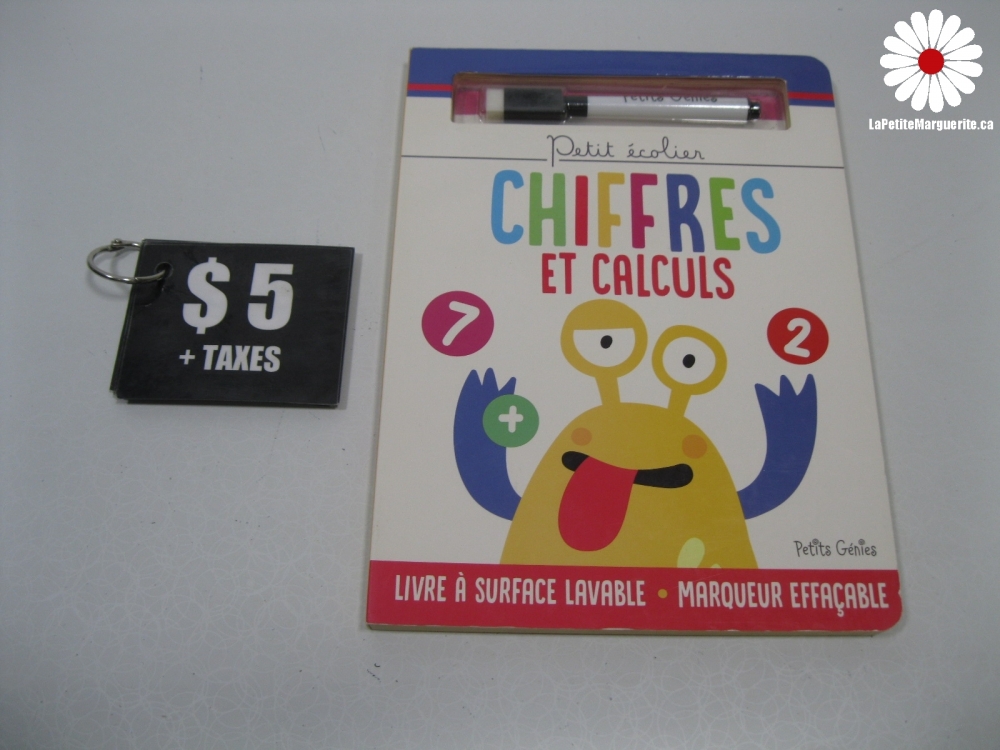 LaPetiteMarguerite.ca
Petits Génies
Petit écolier
CHIFFRES
ET CALCULS
$ 5
+ TAXES
7
2
+
Petits Génies
LIVRE À SURFACE LAVABLE • MARQUEUR EFFAÇABLE